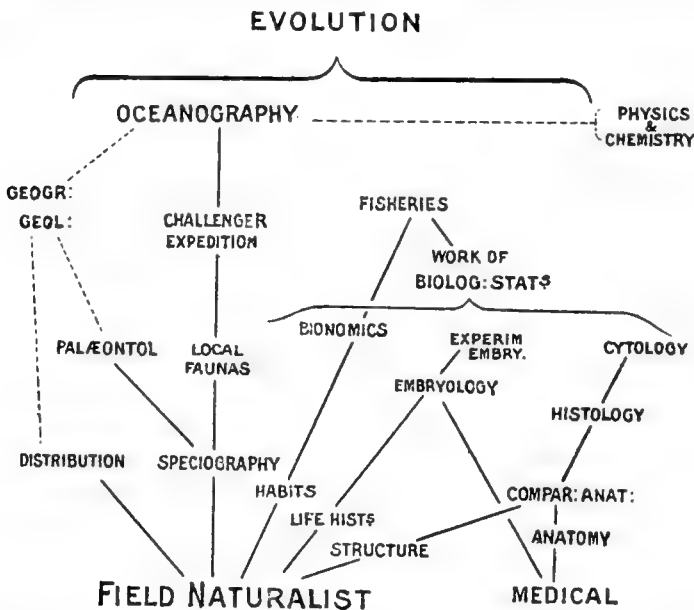 EVOLUTION
OCEANOGRAPHY
PHYSICS
&
CHEMISTRY
GEOGR:
GEOL:
CHALLENGER
EXPEDITION
FISHERIES
WORK OF
BIOLOG: STATS
BIONOMICS
EXPERIM
EMBRY.
CYTOLOGY
PALÆONTOL
LOCAL
FAUNAS
EMBRYOLOGY
HISTOLOGY
DISTRIBUTION
SPECIOGRAPHY
HABITS
COMPAR: ANAT:
LIFE HISTS
STRUCTURE
ANATOMY
FIELD NATURALIST
MEDICAL